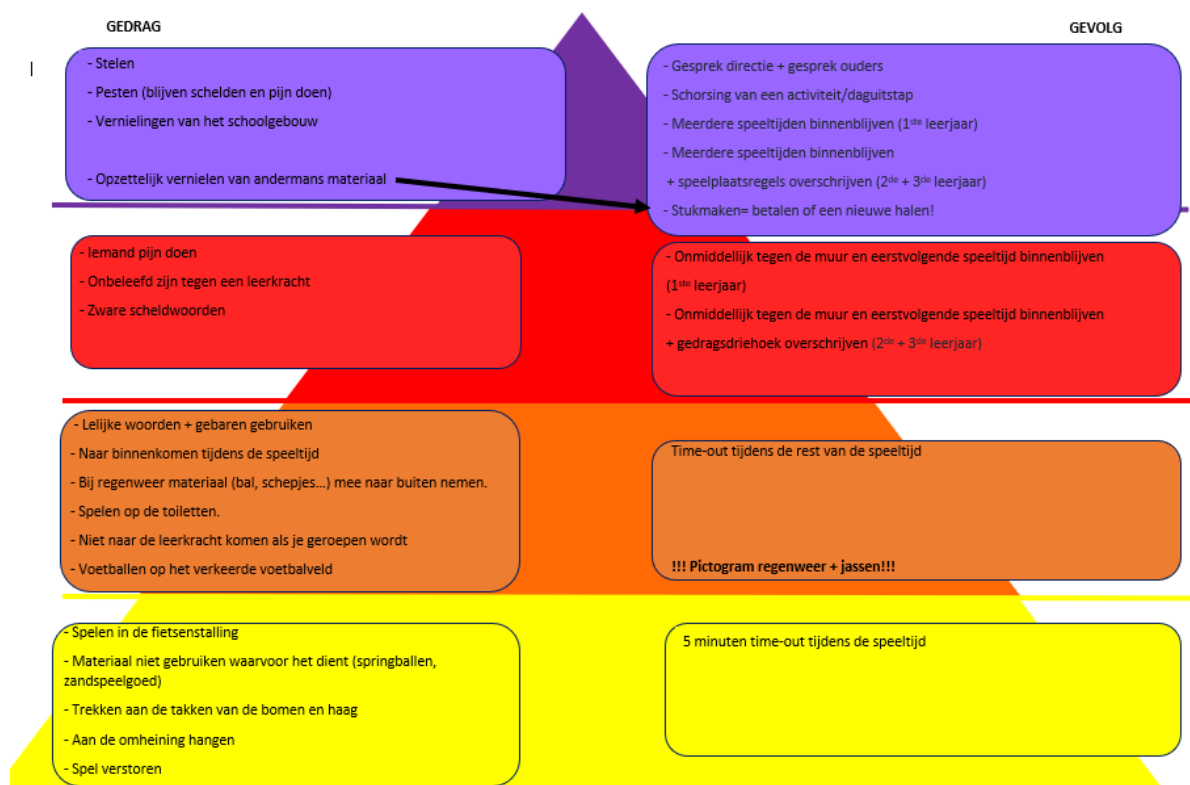 GEDRAG
GEVOLG
- Stelen
- Pesten (blijven schelden en pijn doen)
- Vernielingen van het schoolgebouw
- Opzettelijk vernielen van andermans materiaal
- Gesprek directie + gesprek ouders
- Schorsing van een activiteit/daguitstap
- Meerdere speeltijden binnenblijven (1ste leerjaar)
- Meerdere speeltijden binnenblijven
+ speelplaatsregels overschrijven (2de + 3de leerjaar)
- Stukmaken= betalen of een nieuwe halen!
- Iemand pijn doen
- Onbeleefd zijn tegen een leerkracht
- Zware scheldwoorden
- Onmiddellijk tegen de muur en eerstvolgende speeltijd binnenblijven
(1ste leerjaar)
- Onmiddellijk tegen de muur en eerstvolgende speeltijd binnenblijven
+ gedragsdriehoek overschrijven (2de + 3de leerjaar)
- Lelijke woorden + gebaren gebruiken
- Naar binnenkomen tijdens de speeltijd
- Bij regenweer materiaal (bal, schepjes...) mee naar buiten nemen.
- Spelen op de toiletten.
- Niet naar de leerkracht komen als je geroepen wordt
- Voetballen op het verkeerde voetbalveld
Time-out tijdens de rest van de speeltijd
!!! Pictogram regenweer + jassen!!!
- Spelen in de fietsenstalling
- Materiaal niet gebruiken waarvoor het dient (springballen,
zandspeelgoed)
- Trekken aan de takken van de bomen en haag
- Aan de omheining hangen
- Spel verstoren
5 minuten time-out tijdens de speeltijd